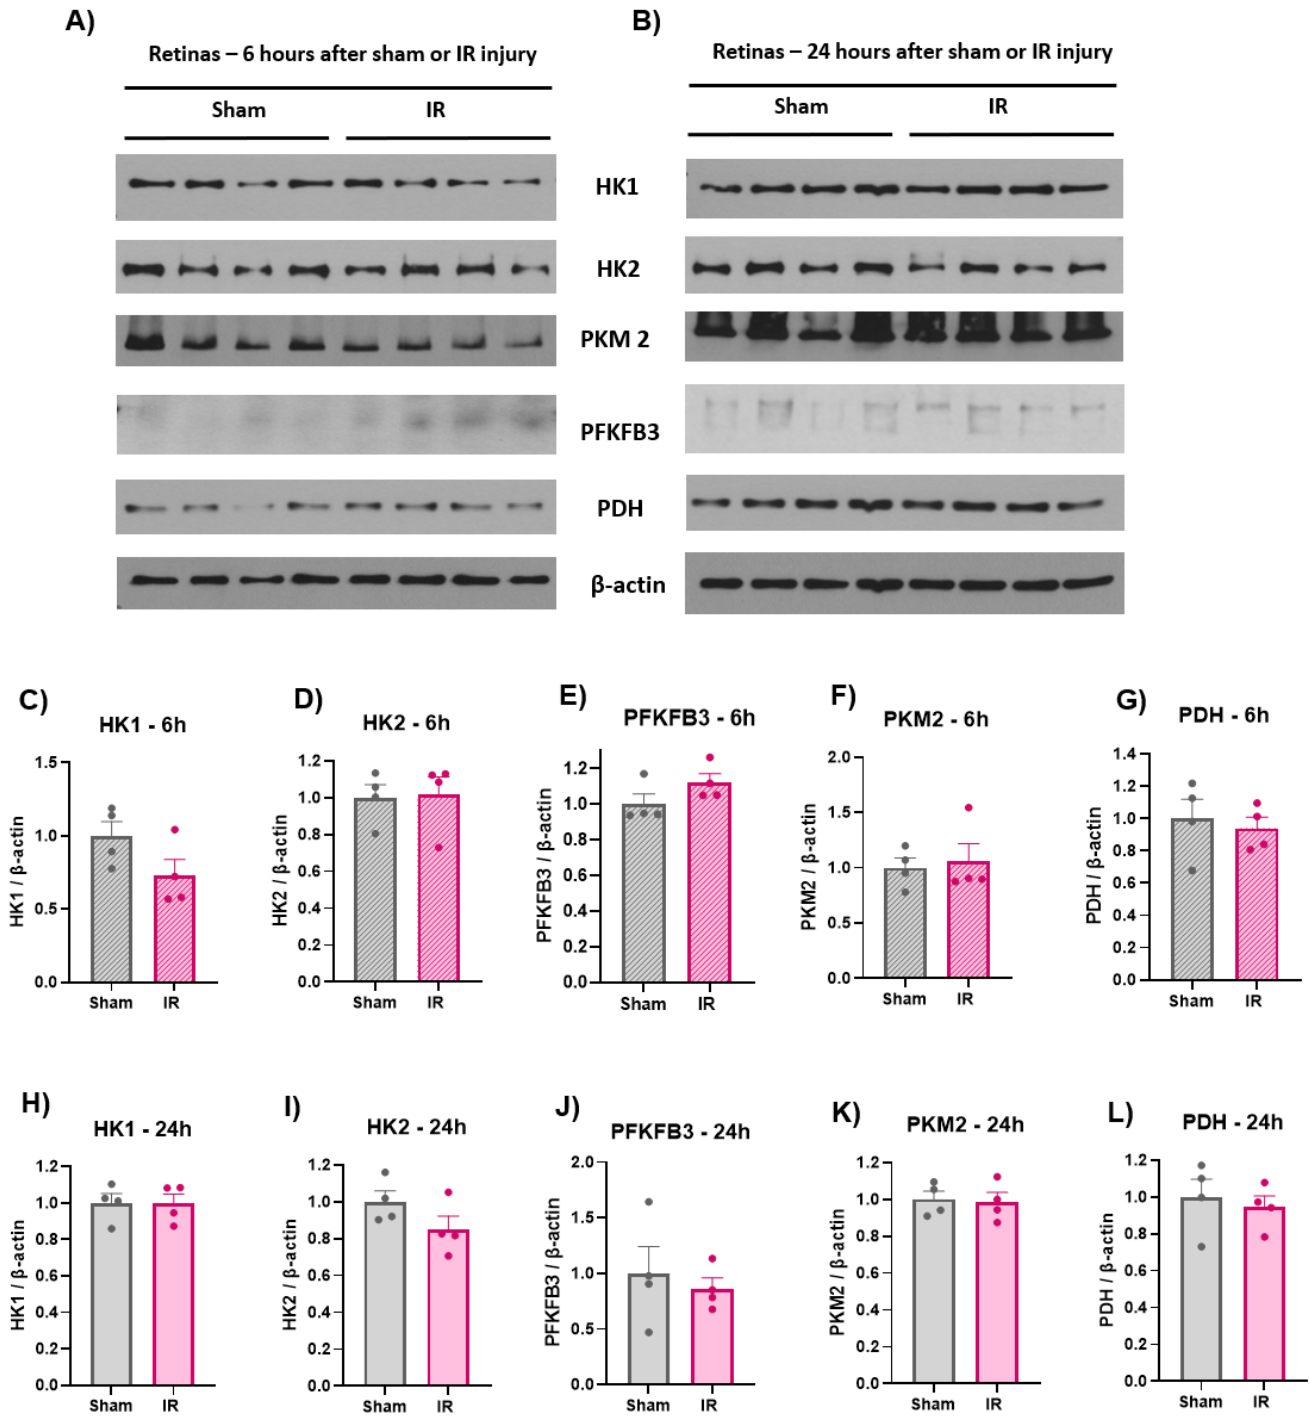 A)
B)
Retinas – 6 hours after sham or IR injury
Retinas – 24 hours after sham or IR injury
Sham
IR
Sham
IR
HK1
HK2
PKM 2
PFKFB3
PDH
β-actin
C)
HK1 - 6h
HK1 / β-actin
1.5
1.0
0.5
0.0
Sham
IR
D)
HK2 - 6h
HK2 / β-actin
1.2
1.0
0.8
0.6
0.4
0.2
0.0
Sham
IR
E)
PFKFB3 - 6h
PFKFB3 / β-actin
1.2
1.0
0.8
0.6
0.4
0.2
0.0
Sham
IR
F)
PKM2 - 6h
PKM2 / β-actin
2.0
1.5
1.0
0.5
0.0
Sham
IR
G)
PDH - 6h
PDH / β-actin
1.4
1.2
1.0
0.8
0.6
0.4
0.2
0.0
Sham
IR
H)
HK1 - 24h
HK1 / β-actin
1.2
1.0
0.8
0.6
0.4
0.2
0.0
Sham
IR
I)
HK2 - 24h
HK2 / β-actin
1.2
1.0
0.8
0.6
0.4
0.2
0.0
Sham
IR
J)
PFKFB3 - 24h
PFKFB3 / β-actin
2.0
1.5
1.0
0.5
0.0
Sham
IR
K)
PKM2 - 24h
PKM2 / β-actin
1.2
1.0
0.8
0.6
0.4
0.2
0.0
Sham
IR
L)
PDH - 24h
PDH / β-actin
1.2
1.0
0.8
0.6
0.4
0.2
0.0
Sham
IR